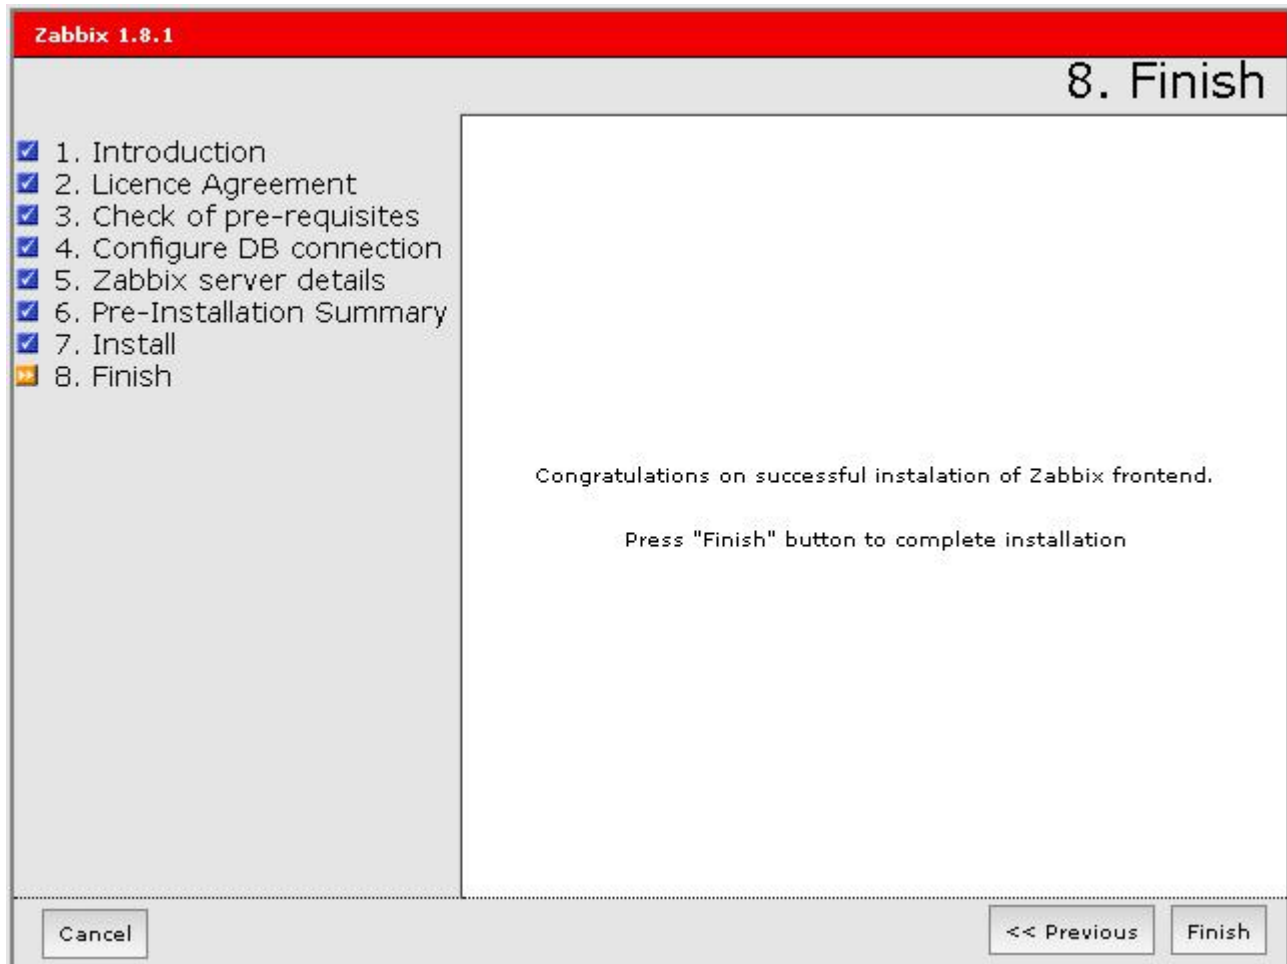 Zabbix 1.8.1
8. Finish
1. Introduction
2. Licence Agreement
3. Check of pre-requisites
4. Configure DB connection
5. Zabbix server details
6. Pre-Installation Summary
7. Install
8. Finish
Congratulations on successful instalation of Zabbix frontend.
Press "Finish" button to complete installation
Cancel
<< Previous
Finish